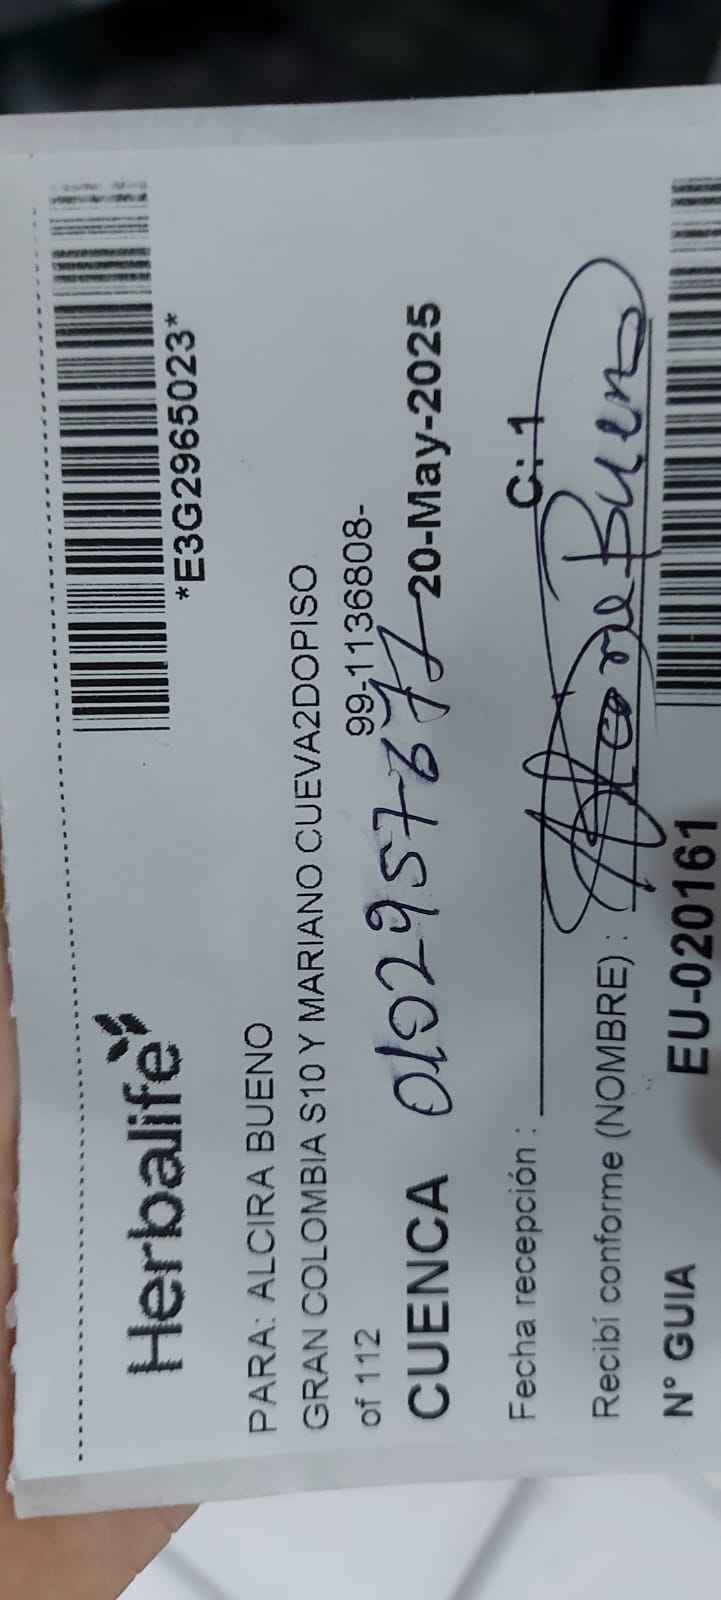 *E3G2965023*
Herbalife
PARA: ALCIRA BUENO
GRAN COLOMBIA S10 Y MARIANO CUEVA2DOPISO
of 112 99-1136808-
CUENCA 20-May-2025
C: 1
Fecha recepción :
Recibí conforme (NOMBRE) : Bueno
N° GUIA EU-020161